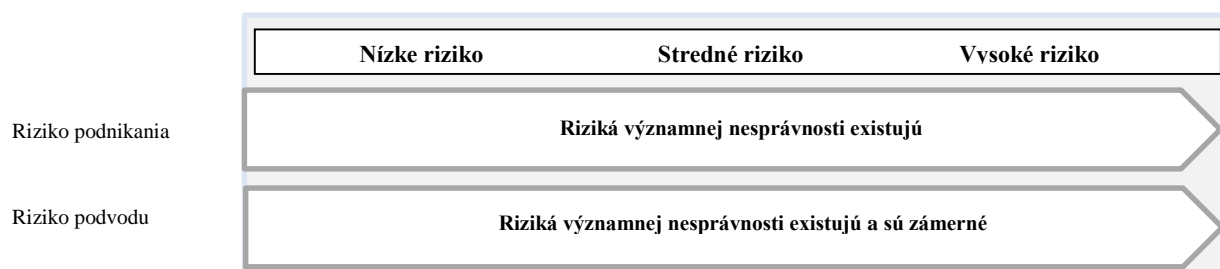 Nízke riziko Stredné riziko Vysoké riziko
Riziko podnikania Riziká významnej nesprávnosti existujú
Riziko podvodu Riziká významnej nesprávnosti existujú a sú zámerné